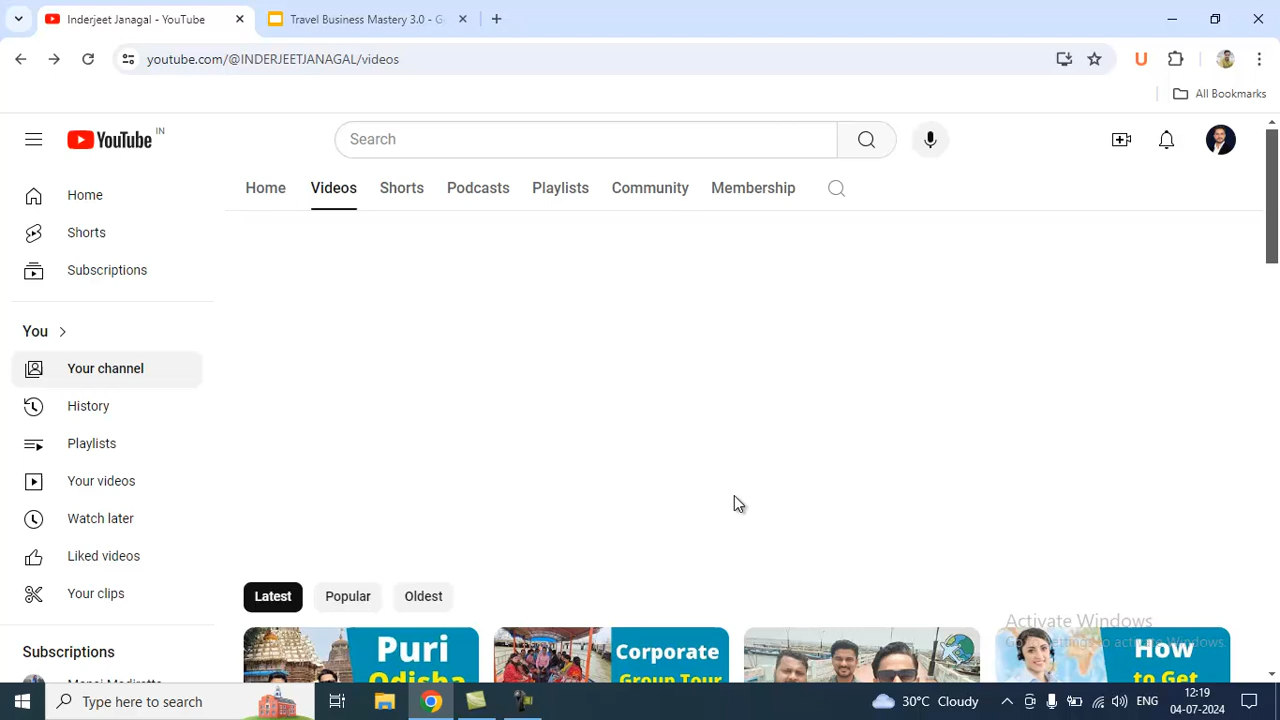 Inderjeet Janagal - YouTube
Travel Business Mastery 3.0 - G
youtube.com/@INDERJEETJANAGAL/videos
All Bookmarks
YouTube IN
Search
Home
Videos
Shorts
Podcasts
Playlists
Community
Membership
Home
Shorts
Subscriptions
You
Your channel
History
Playlists
Your videos
Watch later
Liked videos
Your clips
Subscriptions
Latest
Popular
Oldest
Puri
Odisha
Corporate
Group Tour
How
to Get
Activate Windows
Type here to search
30°C Cloudy
ENG
12:19
04-07-2024